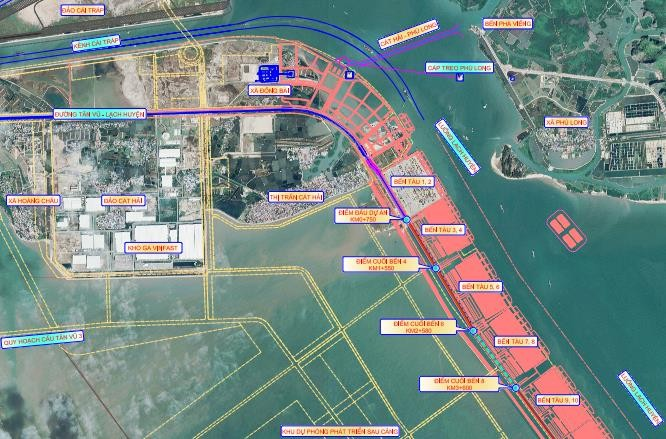 ĐẢO CÁI TRÁP
BẾN PHÀ VIỀNG
KÊNH CÁI TRÁP
CÁT HẢI - PHÙ LONG
CÁP TREO PHÙ LONG
XÃ ĐỒNG BÀI
ĐƯỜNG TÂN VŨ - LẠCH HUYỆN
XÃ PHÙ LONG
LUỒNG LẠCH HUYỆN
BẾN TÀU 1, 2
XÃ HOÀNG CHÂU
ĐẢO CÁT HẢI
THỊ TRẤN CÁT HẢI
ĐIỂM ĐẦU DỰ ÁN
KM0+750
BẾN TÀU 3, 4
KHO GA VINFAST
ĐIỂM CUỐI BẾN 4
KM1+550
BẾN TÀU 5, 6
ĐIỂM CUỐI BẾN 6
KM2+580
QUY HOẠCH CẦU TÂN VŨ 3
BẾN TÀU 7, 8
ĐIỂM CUỐI BẾN 8
BẾN TÀU 9, 10
LUỒNG LẠCH HUYỆN
KHU DỰ PHÒNG PHÁT TRIỂN SAU CẢNG